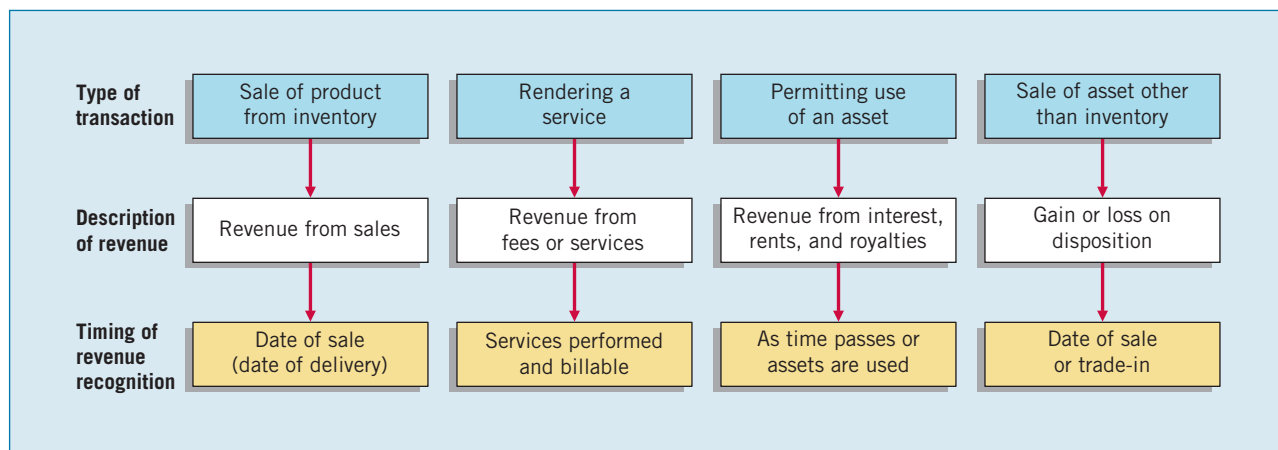 Type of
transaction
Sale of product
from inventory
Rendering a
service
Permitting use
of an asset
Sale of asset other
than inventory
Description
of revenue
Revenue from sales
Revenue from
fees or services
Revenue from interest,
rents, and royalties
Gain or loss on
disposition
Timing of
revenue
recognition
Date of sale
(date of delivery)
Services performed
and billable
As time passes or
assets are used
Date of sale
or trade-in